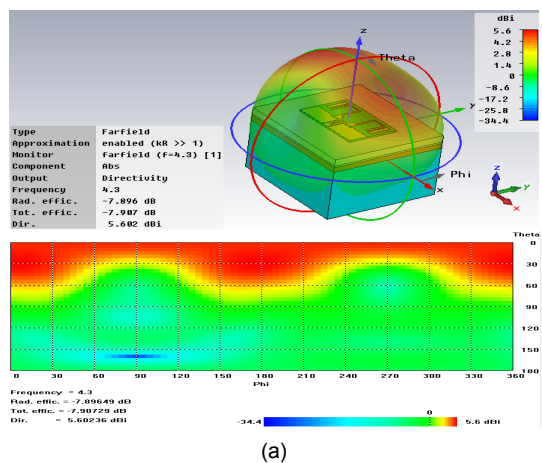 dBi
5.6
4.2
2.8
1.4
0
-8.6
-17.2
-25.8
-34.4
z
Theta
y
Phi
x
z
y
x
Type Farfield
Approximation enabled (kR >> 1)
Monitor farfield (f=4.3) [1]
Component Abs
Output Directivity
Frequency 4.3
Rad. effic. -7.896 dB
Tot. effic. -7.907 dB
Dir. 5.602 dBi
Theta
0
30
60
90
120
150
180
0 30 60 90 120 150 180 210 240 270 300 330 360
Phi
Frequency = 4.3
Rad. effic. = -7.89649 dB
Tot. effic. = -7.90729 dB
Dir. = 5.60236 dBi
0
-34.4 5.6 dBi
(a)